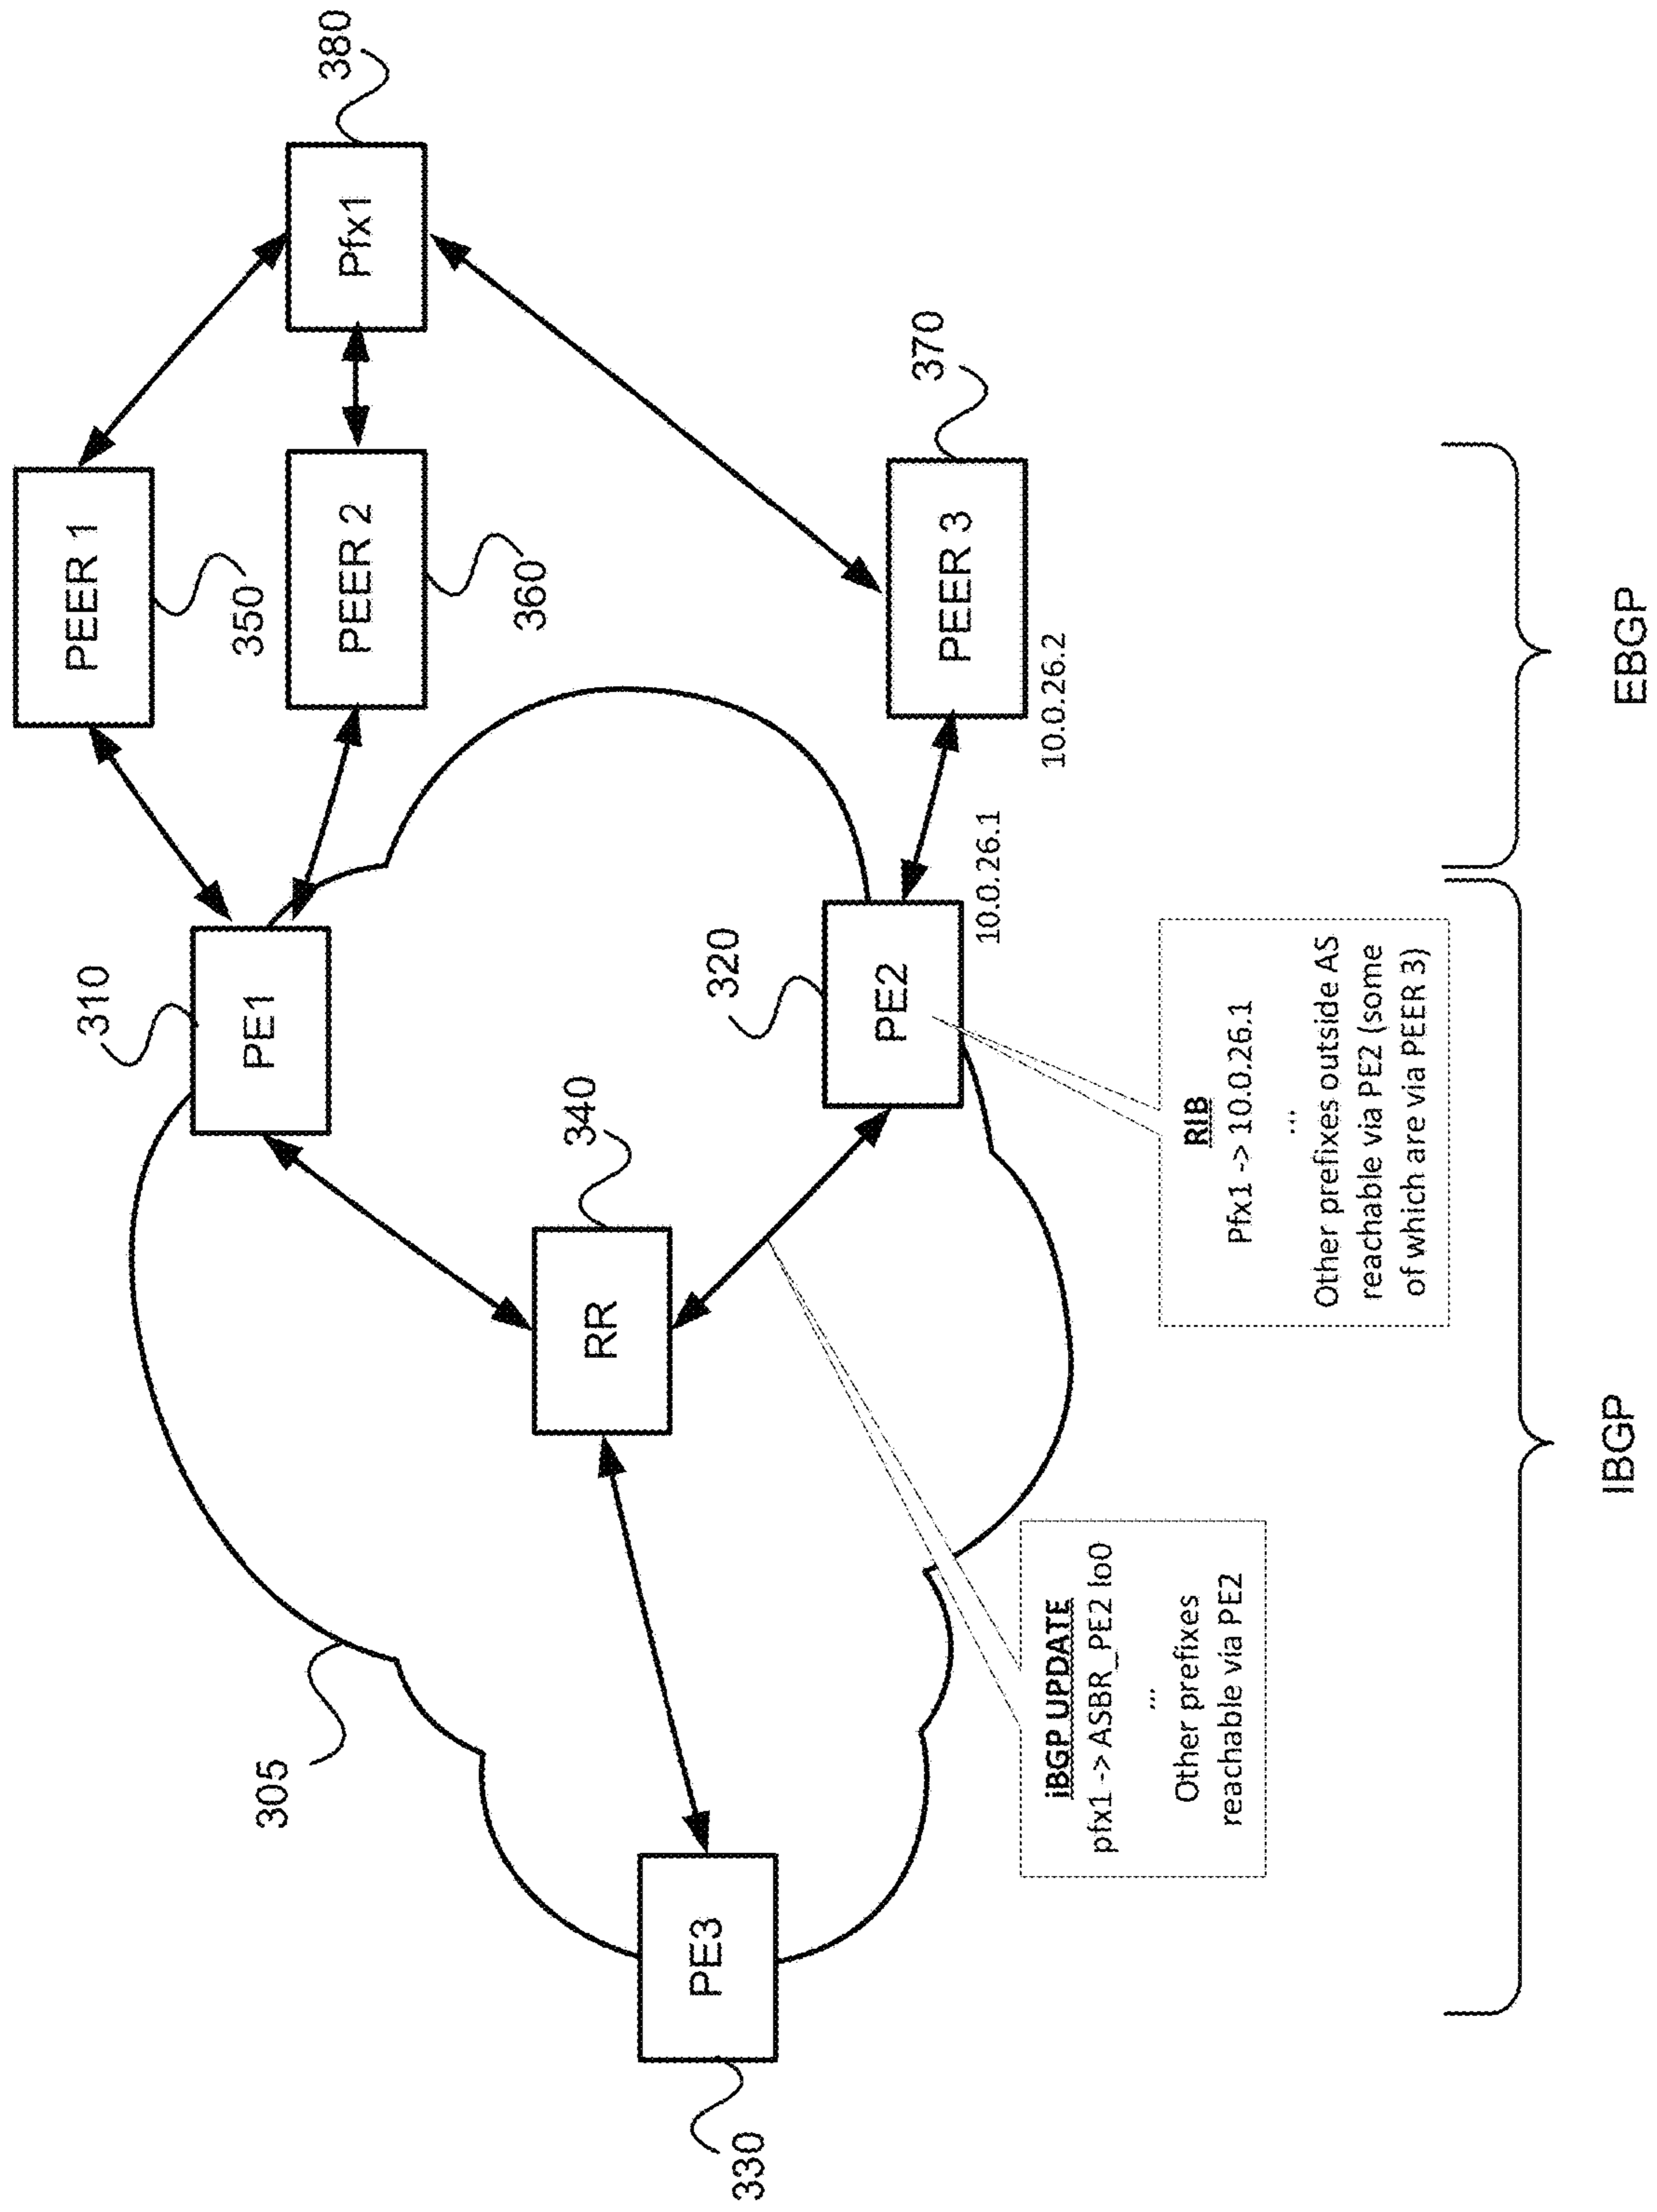 PEER 1
350
PEER 2
360
Pfx1
380
310
PE1
305
340
RR
320
PE2
10.0.26.1
PEER 3
370
10.0.26.2
PE3
330
iBGP UPDATE
pfx1 -> ASBR_PE2 lo0
...
Other prefixes
reachable via PE2
RIB
Pfx1 -> 10.0.26.1
...
Other prefixes outside AS
reachable via PE2 (some
of which are via PEER 3)
IBGP
EBGP